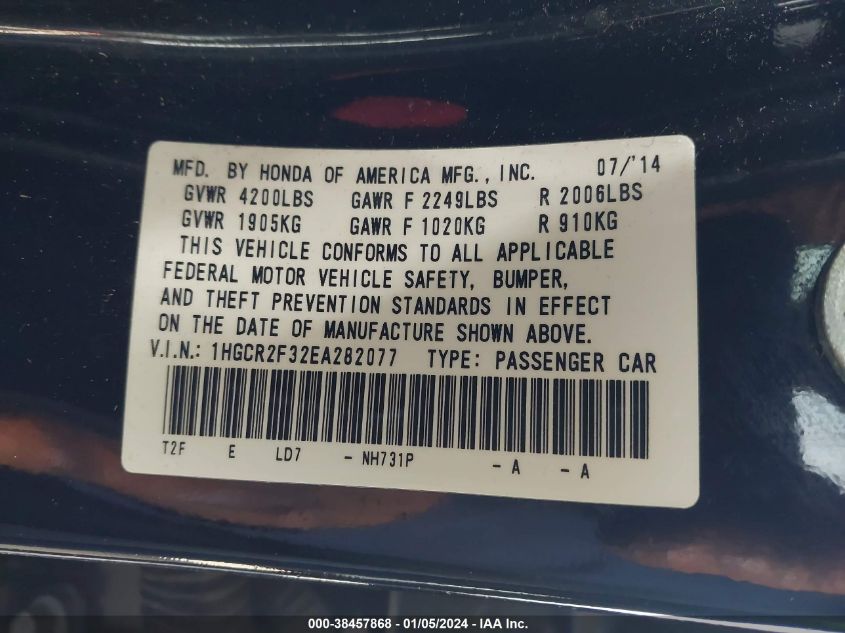 MFD. BY HONDA OF AMERICA MFG., INC. 07/'14
GVWR 4200LBS GAWR F 2249LBS R 2006LBS
GVWR 1905KG GAWR F 1020KG R 910KG
THIS VEHICLE CONFORMS TO ALL APPLICABLE
FEDERAL MOTOR VEHICLE SAFETY, BUMPER,
AND THEFT PREVENTION STANDARDS IN EFFECT
ON THE DATE OF MANUFACTURE SHOWN ABOVE.
V.I.N.: 1HGCR2F32EA282077 TYPE: PASSENGER CAR
T2F E LD7 - NH731P - A - A
000-38457868 - 01/05/2024 - IAA Inc.